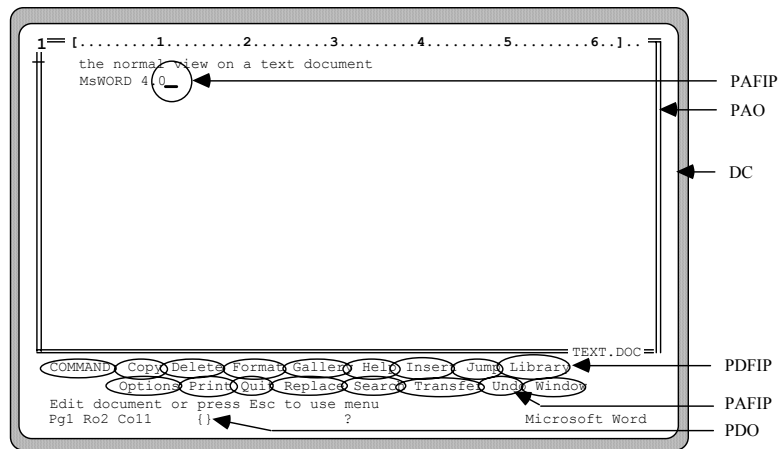 1 [.........1.........2.........3.........4.........5.........6..]..
the normal view on a text document
MsWORD 4.0_
PAFIP
PAO
DC
TEXT.DOC
COMMAND Copy Delete Format Gallery Help Insert Jump Library
PDFIP
Options Print Quit Replace Search Transfer Undo Window
PAFIP
Edit document or press Esc to use menu
Pg1 Ro2 Co11 {} ? Microsoft Word
PDO